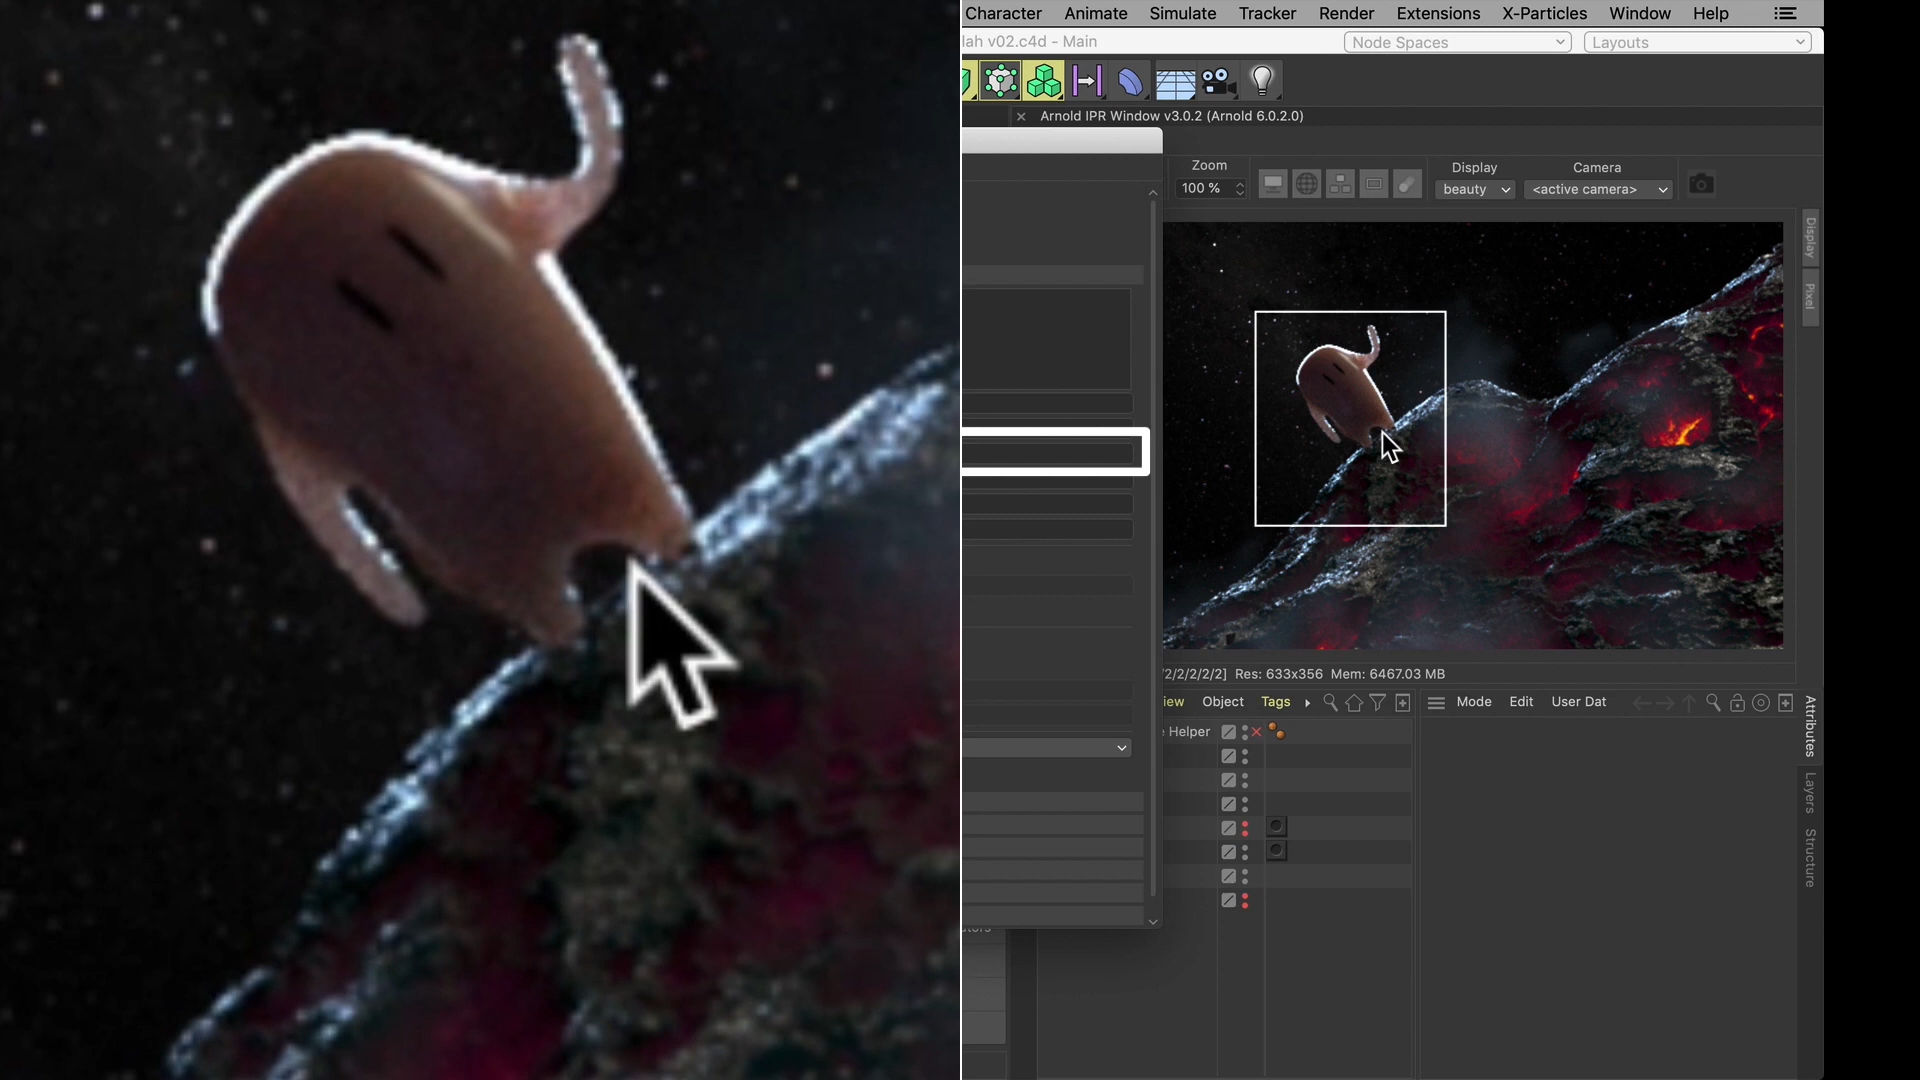 Character Animate Simulate Tracker Render Extensions X-Particles Window Help
lah v02.c4d - Main
Node Spaces
Layouts
Arnold IPR Window v3.0.2 (Arnold 6.0.2.0)
Zoom
Display
Camera
100 %
beauty
<active camera>
Display
Pixel
/2/2/2/2/2] Res: 633x356 Mem: 6467.03 MB
iew Object Tags
Mode Edit User Dat
Helper
Attributes
Layers
Structure